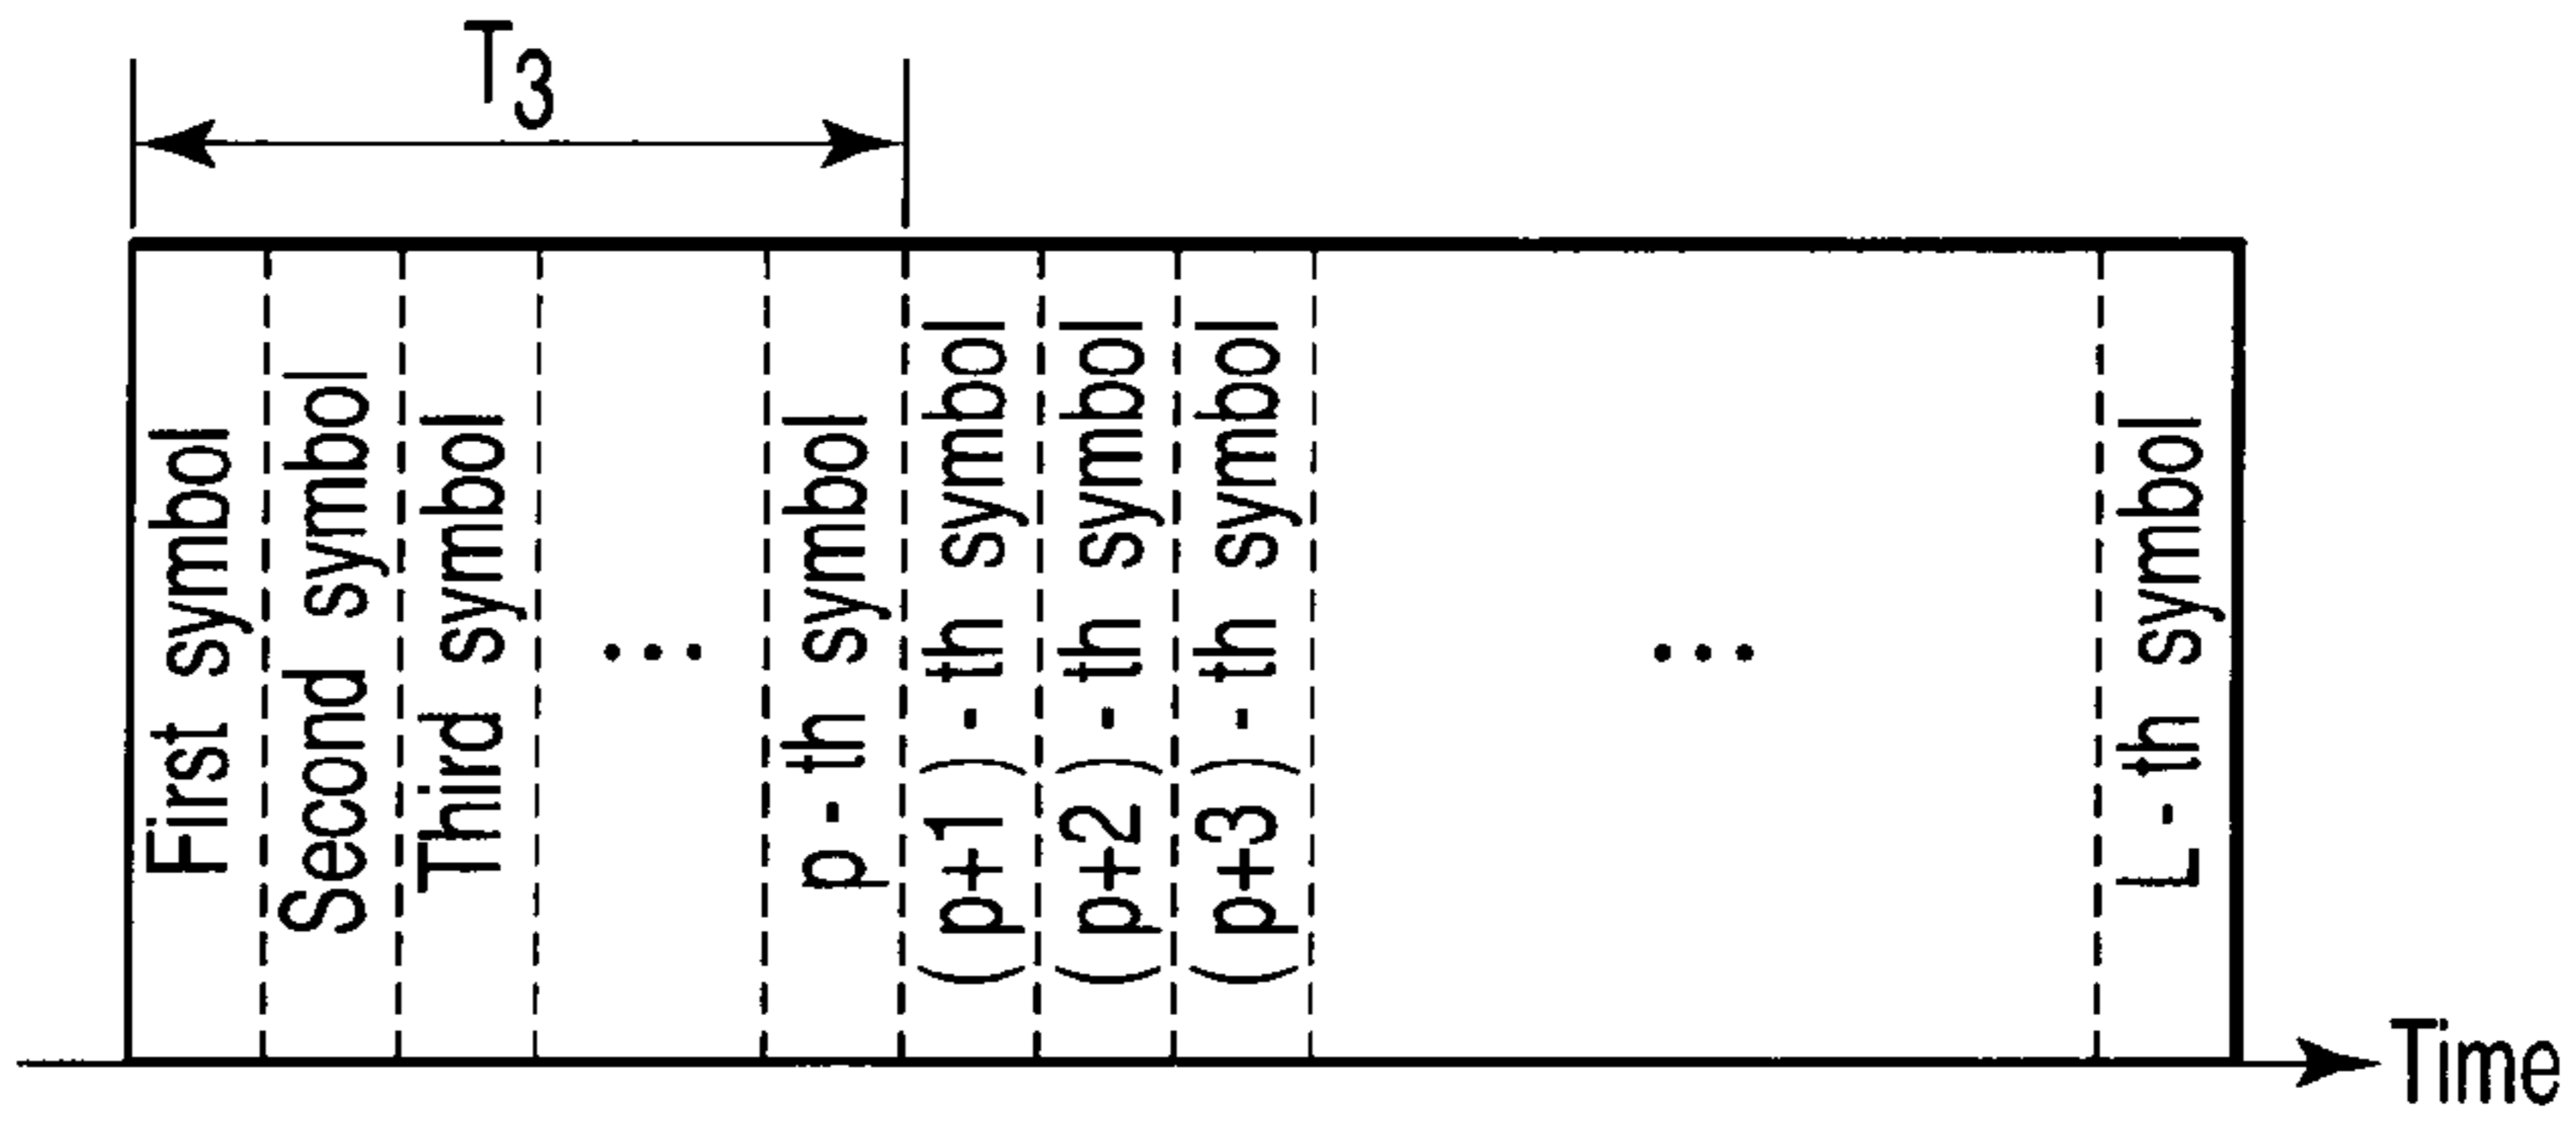 T3
First symbol
Second symbol
Third symbol
...
p - th symbol
(p+1) - th symbol
(p+2) - th symbol
(p+3) - th symbol
...
L - th symbol
Time